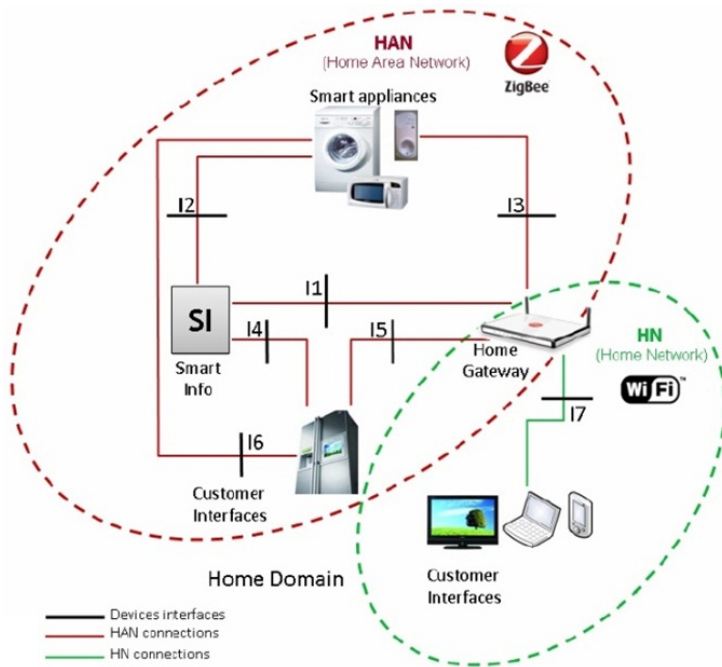 HAN
(Home Area Network)
ZigBee
Smart appliances
I2
I3
I1
SI
I4
I5
Smart
Info
Home
Gateway
HN
(Home Network)
WiFi™
I7
I6
Customer
Interfaces
Customer
Interfaces
Home Domain
Devices interfaces
HAN connections
HN connections